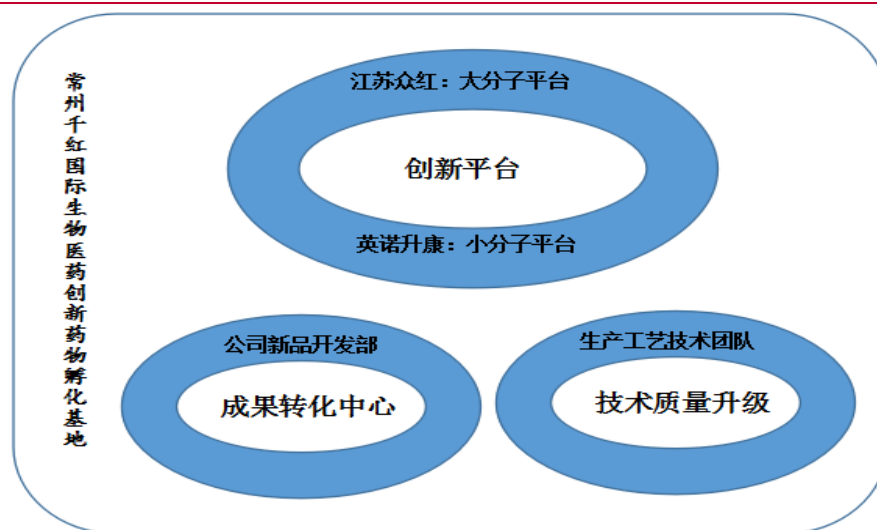 常州千红国际生物医药创新药物孵化基地
江苏众红：大分子平台
创新平台
英诺升康：小分子平台
公司新品开发部
成果转化中心
生产工艺技术团队
技术质量升级